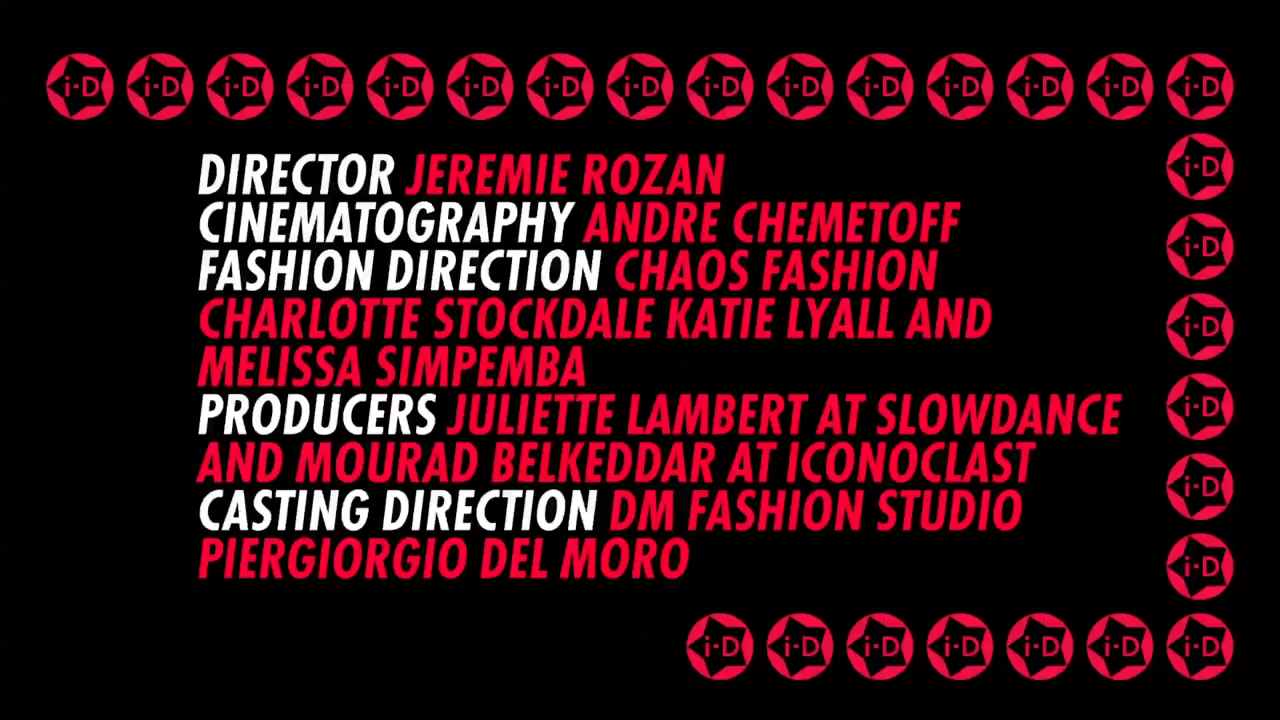 i-D i-D i-D i-D i-D i-D i-D i-D i-D i-D i-D i-D i-D i-D i-D
DIRECTOR JEREMIE ROZAN
i-D
CINEMATOGRAPHY ANDRE CHEMETOFF
i-D
FASHION DIRECTION CHAOS FASHION
CHARLOTTE STOCKDALE KATIE LYALL AND
i-D
MELISSA SIMPEMBA
PRODUCERS JULIETTE LAMBERT AT SLOWDANCE
i-D
AND MOURAD BELKEDDAR AT ICONOCLAST
i-D
CASTING DIRECTION DM FASHION STUDIO
PIERGIORGIO DEL MORO
i-D
i-D i-D i-D i-D i-D i-D i-D